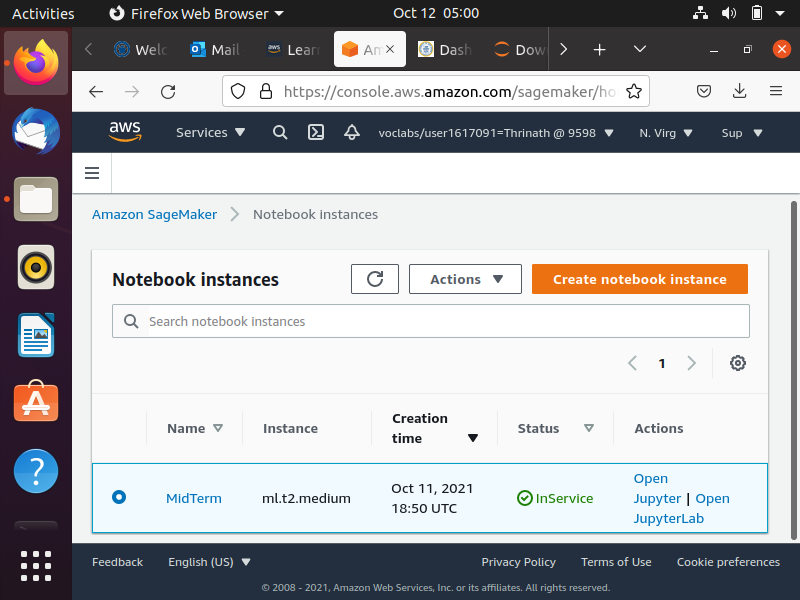 Activities
Firefox Web Browser
Oct 12 05:00
Welc
Mail
aws
Learn
Am
Dash
Dow
https://console.aws.amazon.com/sagemaker/ho
aws
Services
voclabs/user1617091=Thrinath @ 9598
N. Virg
Sup
Amazon SageMaker
Notebook instances
Notebook instances
Actions
Create notebook instance
Search notebook instances
1
Name
Instance
Creation
time
Status
Actions
MidTerm
ml.t2.medium
Oct 11, 2021
18:50 UTC
InService
Open
Jupyter | Open
JupyterLab
Feedback
English (US)
Privacy Policy
Terms of Use
Cookie preferences
© 2008 - 2021, Amazon Web Services, Inc. or its affiliates. All rights reserved.